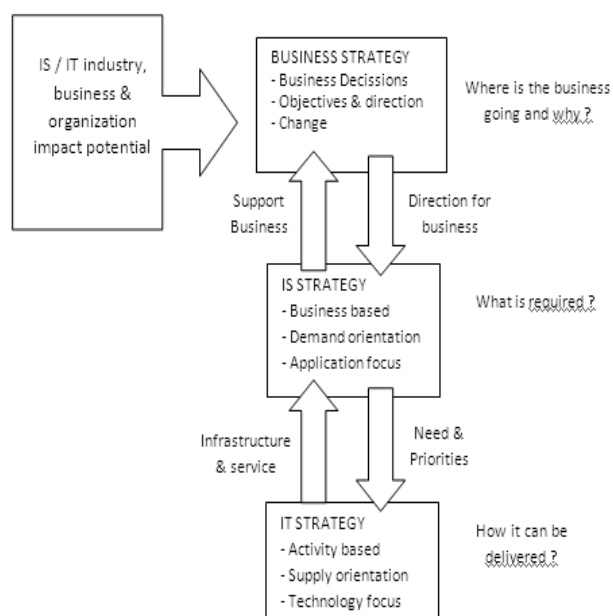 IS / IT industry,
business &
organization
impact potential
BUSINESS STRATEGY
- Business Decissions
- Objectives & direction
- Change
Where is the business
going and why ?
Support
Business
Direction for
business
IS STRATEGY
- Business based
- Demand orientation
- Application focus
What is required ?
Infrastructure
& service
Need &
Priorities
IT STRATEGY
- Activity based
- Supply orientation
- Technology focus
How it can be
delivered ?